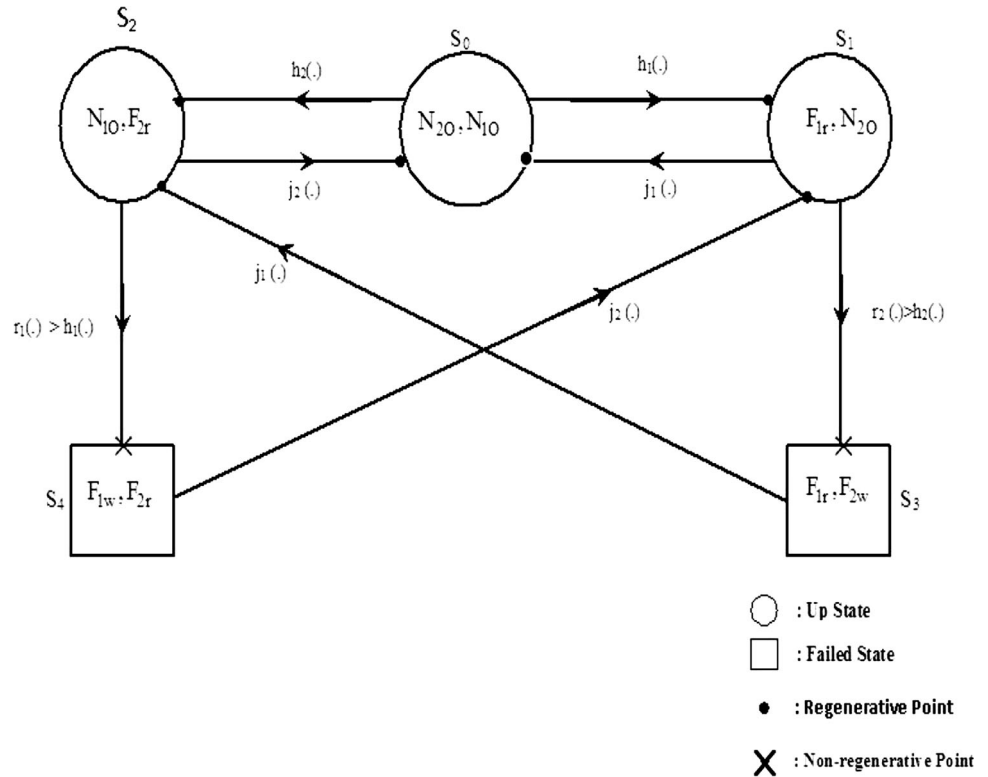 S₂
S₀
S₁
h₂(.)
h₁(.)
N₁₀,F₂ᵣ
N₂₀,N₁₀
F₁ᵣ,N₂₀
j₂(.)
j₁(.)
j₁(.)
j₂(.)
r₁(.) >h₁(.)
r₂(.)>h₂(.)
S₄
F₁w,F₂ᵣ
F₁ᵣ,F₂w
S₃
: Up State
: Failed State
: Regenerative Point
: Non-regenerative Point